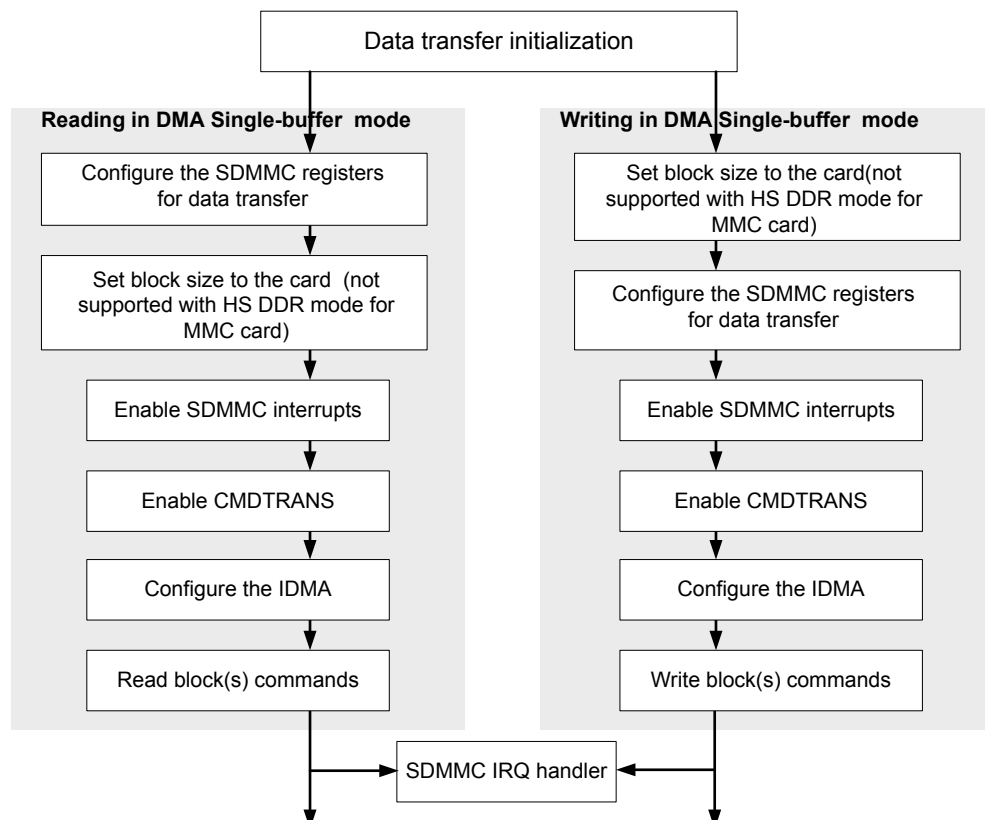 Data transfer initialization
Reading in DMA Single-buffer  mode
Configure the SDMMC registers
for data transfer
Set block size to the card  (not
supported with HS DDR mode for
MMC card)
Enable SDMMC interrupts
Enable CMDTRANS
Configure the IDMA
Read block(s) commands
Writing in DMA Single-buffer  mode
Set block size to the card(not
supported with HS DDR mode for
MMC card)
Configure the SDMMC registers
for data transfer
Enable SDMMC interrupts
Enable CMDTRANS
Configure the IDMA
Write block(s) commands
SDMMC IRQ handler